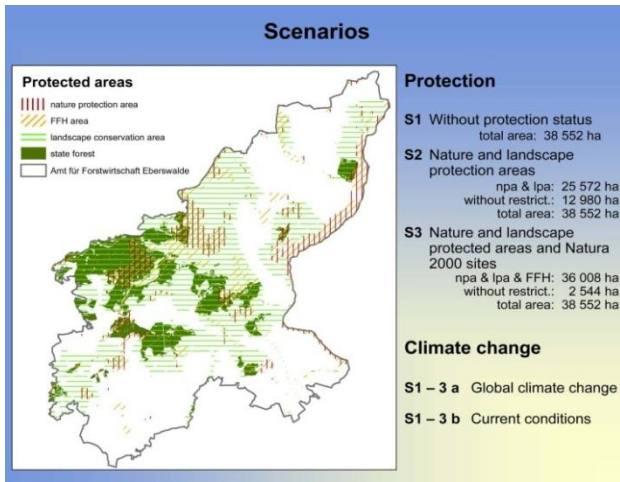 Scenarios
Protected areas
nature protection area
FFH area
landscape conservation area
state forest
Amt für Forstwirtschaft Eberswalde
Protection
S1 Without protection status
total area: 38 552 ha
S2 Nature and landscape
protection areas
npa & lpa: 25 572 ha
without restrict.: 12 980 ha
total area: 38 552 ha
S3 Nature and landscape
protected areas and Natura
2000 sites
npa & lpa & FFH: 36 008 ha
without restrict.: 2 544 ha
total area: 38 552 ha
Climate change
S1 – 3 a Global climate change
S1 – 3 b Current conditions